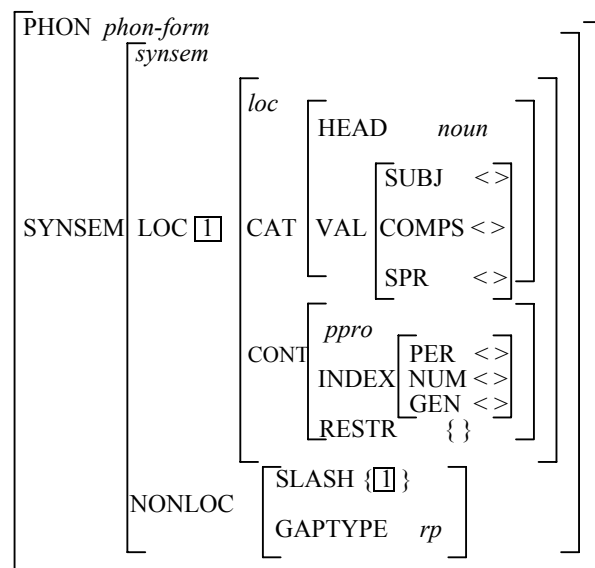 PHON phon-form
synsem
loc
HEAD noun
SUBJ < >
SYNSEM LOC 1 CAT VAL COMPS < >
SPR < >
ppro
PER < >
CONT INDEX NUM < >
GEN < >
RESTR { }
SLASH { 1 }
NONLOC
GAPTYPE rp